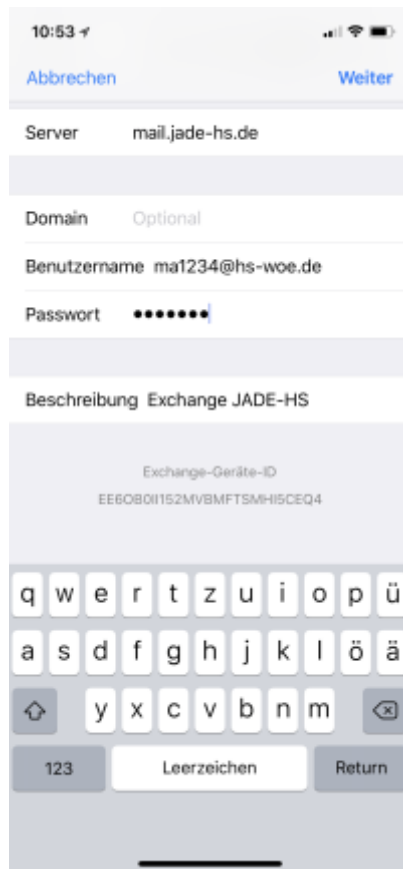 10:53
Abbrechen Weiter
Server mail.jade-hs.de
Domain Optional
Benutzername ma1234@hs-woe.de
Passwort •••••••
Beschreibung Exchange JADE-HS
Exchange-Geräte-ID
q w e r t z u i o p ü
a s d f g h j k l ö ä
y x c v b n m
123 Leerzeichen Return